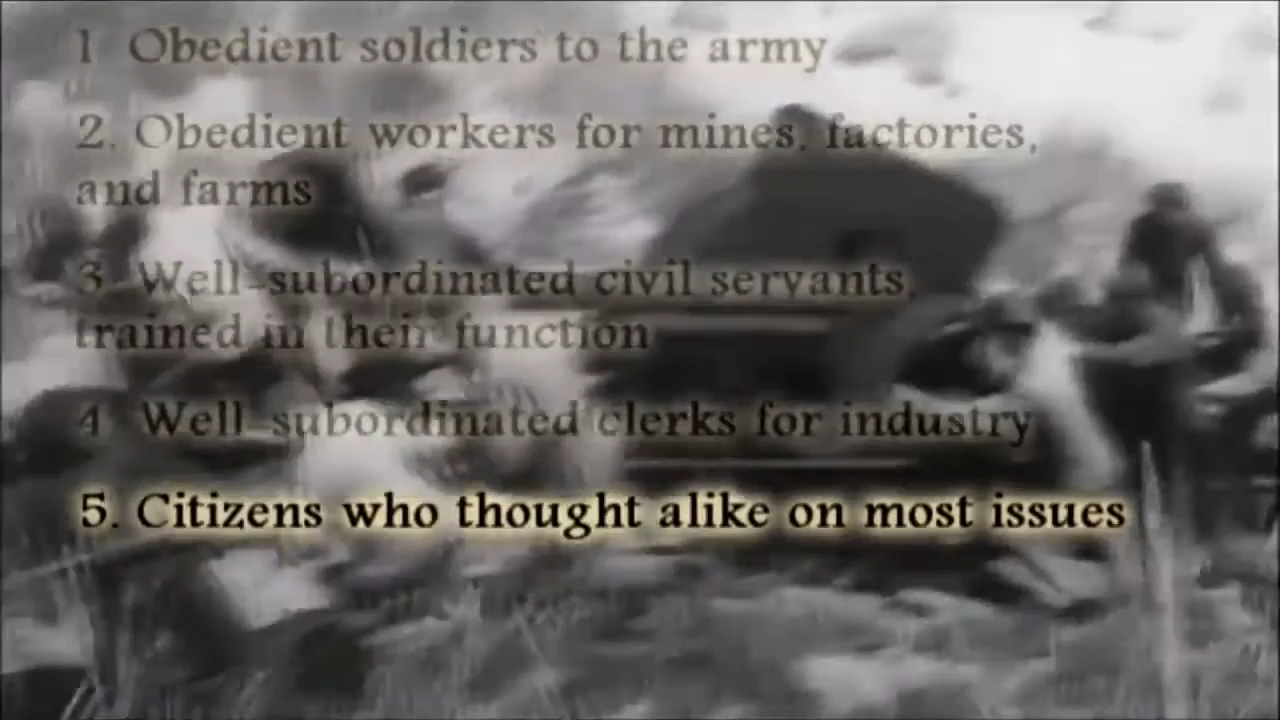 1 Obedient soldiers to the army
2. Obedient workers for mines, factories,
and farms
3 Well-subordinated civil servants,
trained in their function
4 Well-subordinated clerks for industry
5. Citizens who thought alike on most issues